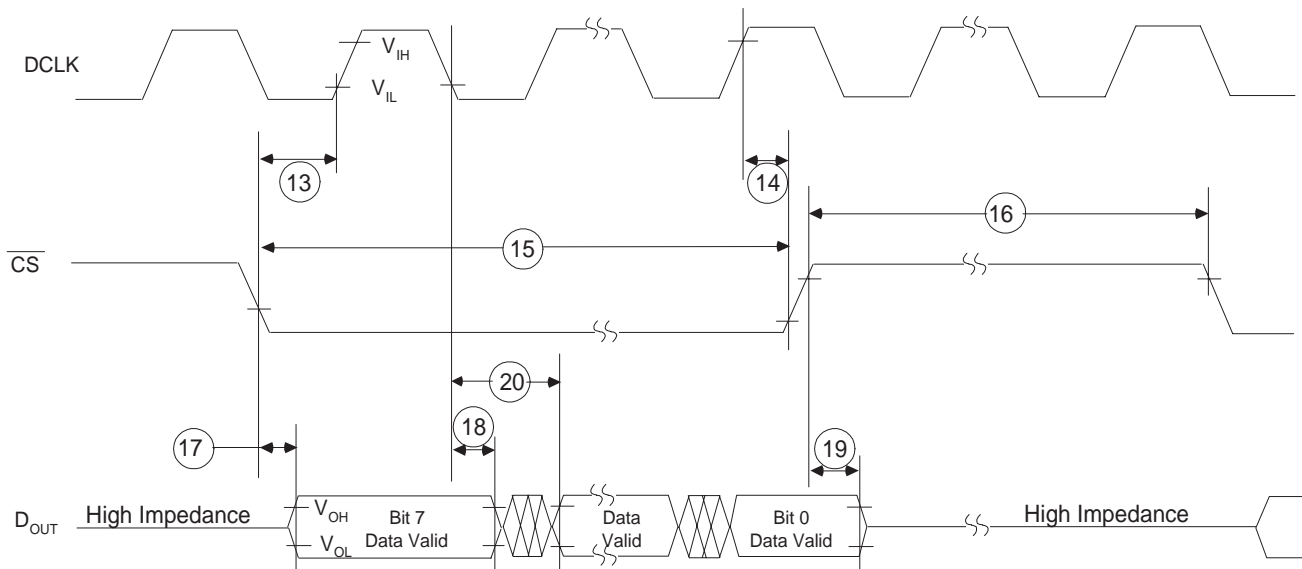 DCLK
V_IH
V_IL
13
14
16
CS
15
20
18
17
19
D_OUT
High Impedance
V_OH
V_OL
Bit 7
Data Valid
Data
Valid
Bit 0
Data Valid
High Impedance